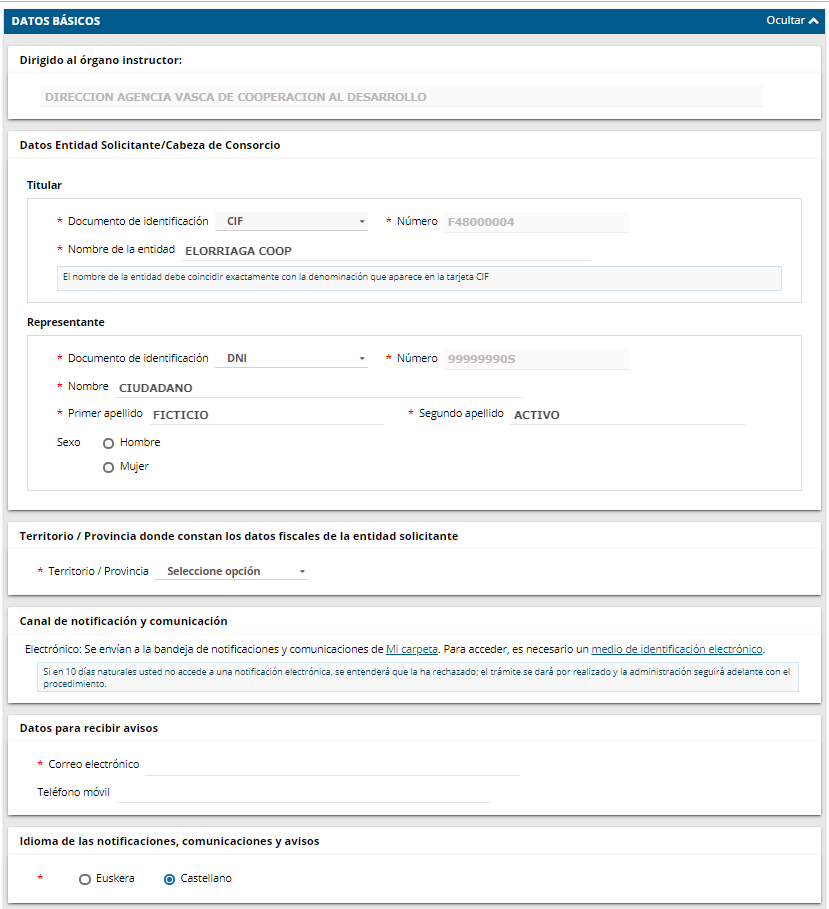 DATOS BÁSICOS Ocultar
Dirigido al órgano instructor:
DIRECCION AGENCIA VASCA DE COOPERACION AL DESARROLLO
Datos Entidad Solicitante/Cabeza de Consorcio
Titular
* Documento de identificación CIF * Número F48000004
* Nombre de la entidad ELORRIAGA COOP
El nombre de la entidad debe coincidir exactamente con la denominación que aparece en la tarjeta CIF
Representante
* Documento de identificación DNI * Número 99999990S
* Nombre CIUDADANO
* Primer apellido FICTICIO * Segundo apellido ACTIVO
Sexo Hombre
Mujer
Territorio / Provincia donde constan los datos fiscales de la entidad solicitante
* Territorio / Provincia Seleccione opción
Canal de notificación y comunicación
Electrónico: Se envían a la bandeja de notificaciones y comunicaciones de Mi carpeta. Para acceder, es necesario un medio de identificación electrónico.
Si en 10 días naturales usted no accede a una notificación electrónica, se entenderá que la ha rechazado; el trámite se dará por realizado y la administración seguirá adelante con el
procedimiento.
Datos para recibir avisos
* Correo electrónico
Teléfono móvil
Idioma de las notificaciones, comunicaciones y avisos
* Euskera Castellano